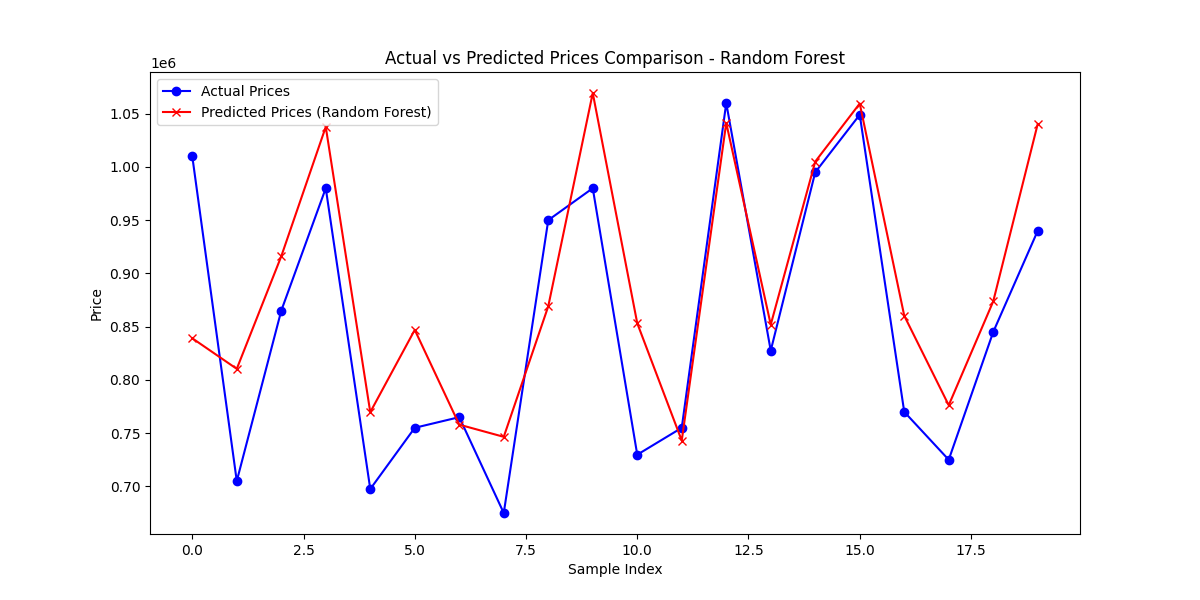 Actual vs Predicted Prices Comparison - Random Forest
1e6
Actual Prices
Predicted Prices (Random Forest)
1.05
1.00
0.95
0.90
0.85
0.80
0.75
0.70
Price
0.0 2.5 5.0 7.5 10.0 12.5 15.0 17.5
Sample Index